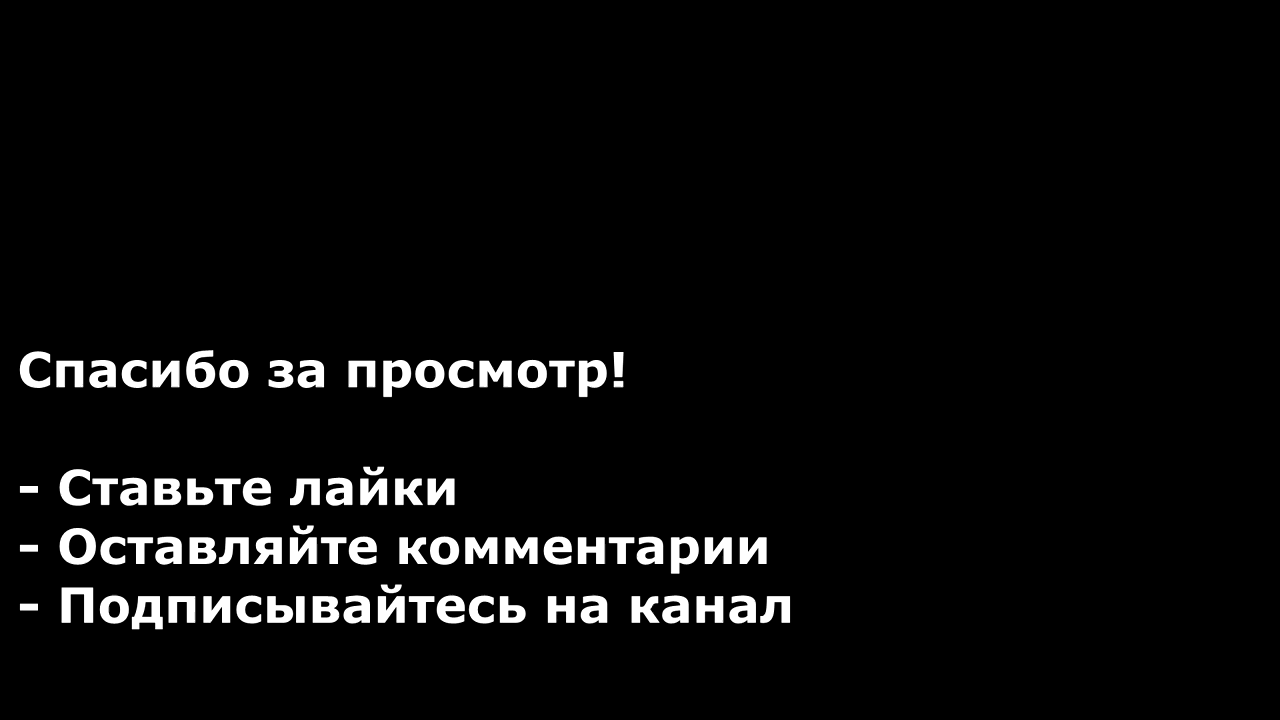 Спасибо за просмотр!
- Ставьте лайки
- Оставляйте комментарии
- Подписывайтесь на канал